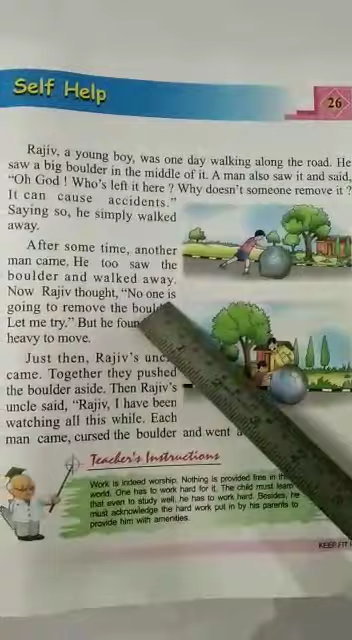 Self Help
26
Rajiv, a young boy, was one day walking along the road. He
saw a big boulder in the middle of it. A man also saw it and said,
“Oh God ! Who's left it here ? Why doesn't someone remove it ?
It can cause accidents.”
Saying so, he simply walked
away.
After some time, another
man came. He too saw the
boulder and walked away.
Now Rajiv thought, “No one is
going to remove the
Let me try.” But he
heavy to move.
Just then, Rajiv's
came. Together they pushed
the boulder aside. Then Rajiv's
uncle said, “Rajiv, I have been
watching all this while. Each
man came, cursed the boulder and went
Teacher's Instructions
Work is indeed worship. Nothing is provided free in
world. One has to work hard for it. The child must learn
that even to study well, he has to work hard. Besides, he
must acknowledge the hard work put in by his parents to
provide him with amenities.
KEEP FIT